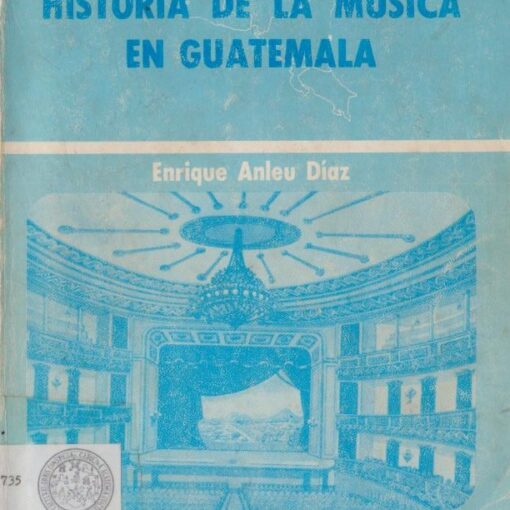 HISTORIA DE LA MUSICA
EN GUATEMALA
Enrique Anleu Díaz
735